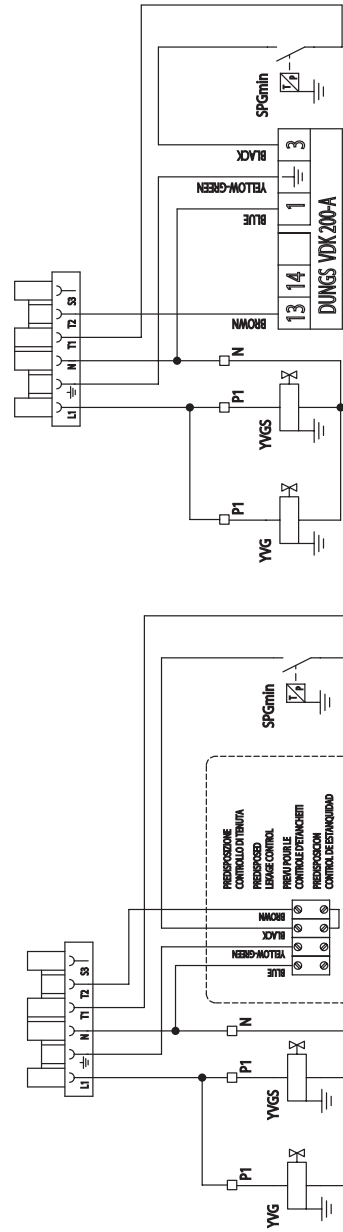 L1
N
T1
T2
S3
BLUE
YELLOW-GREEN
BLACK
BROWN
PREDISPOSIZIONE
CONTROLLO DI TENUTA
PREDISPOSED
LEKAGE CONTROL
PREVU POUR LE
CONTROLE D'ETANCHEITI
PREDISPOSICION
CONTROL DE ESTANQUIDAD
SPGmin
T P
P1
P1
N
YVG
YVGS
L1
N
T1
T2
S3
BROWN
BLUE
YELLOW-GREEN
BLACK
13 14 1 3
DUNGS VDK 200-A
SPGmin
T P
P1
P1
N
YVG
YVGS